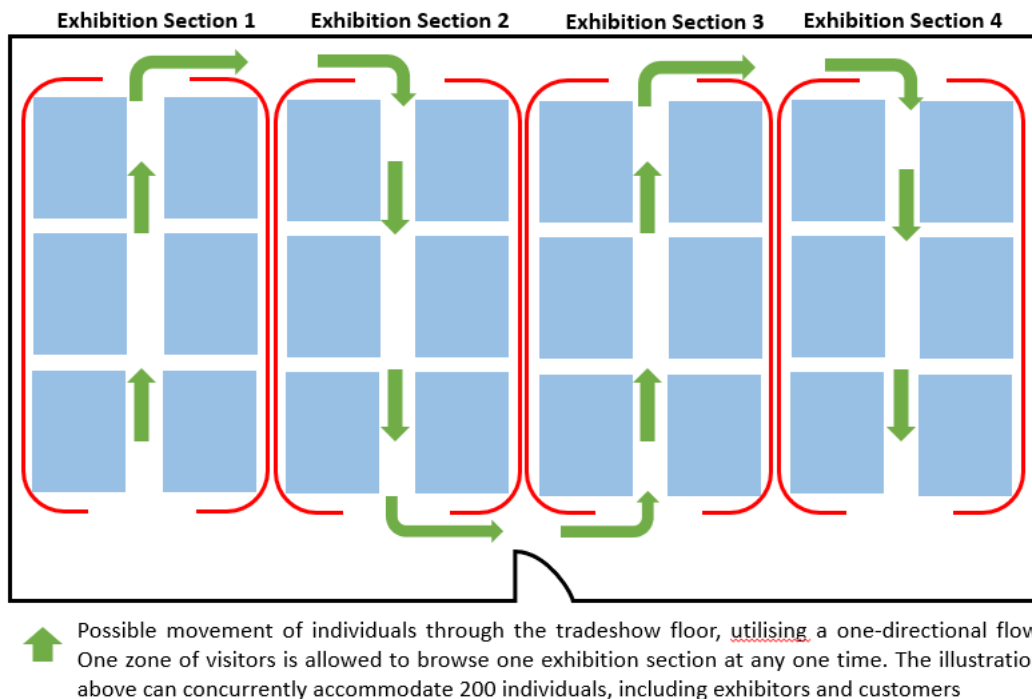 Exhibition Section 1 Exhibition Section 2 Exhibition Section 3 Exhibition Section 4
Possible movement of individuals through the tradeshow floor, utilising a one-directional flow
One zone of visitors is allowed to browse one exhibition section at any one time. The illustration
above can concurrently accommodate 200 individuals, including exhibitors and customers